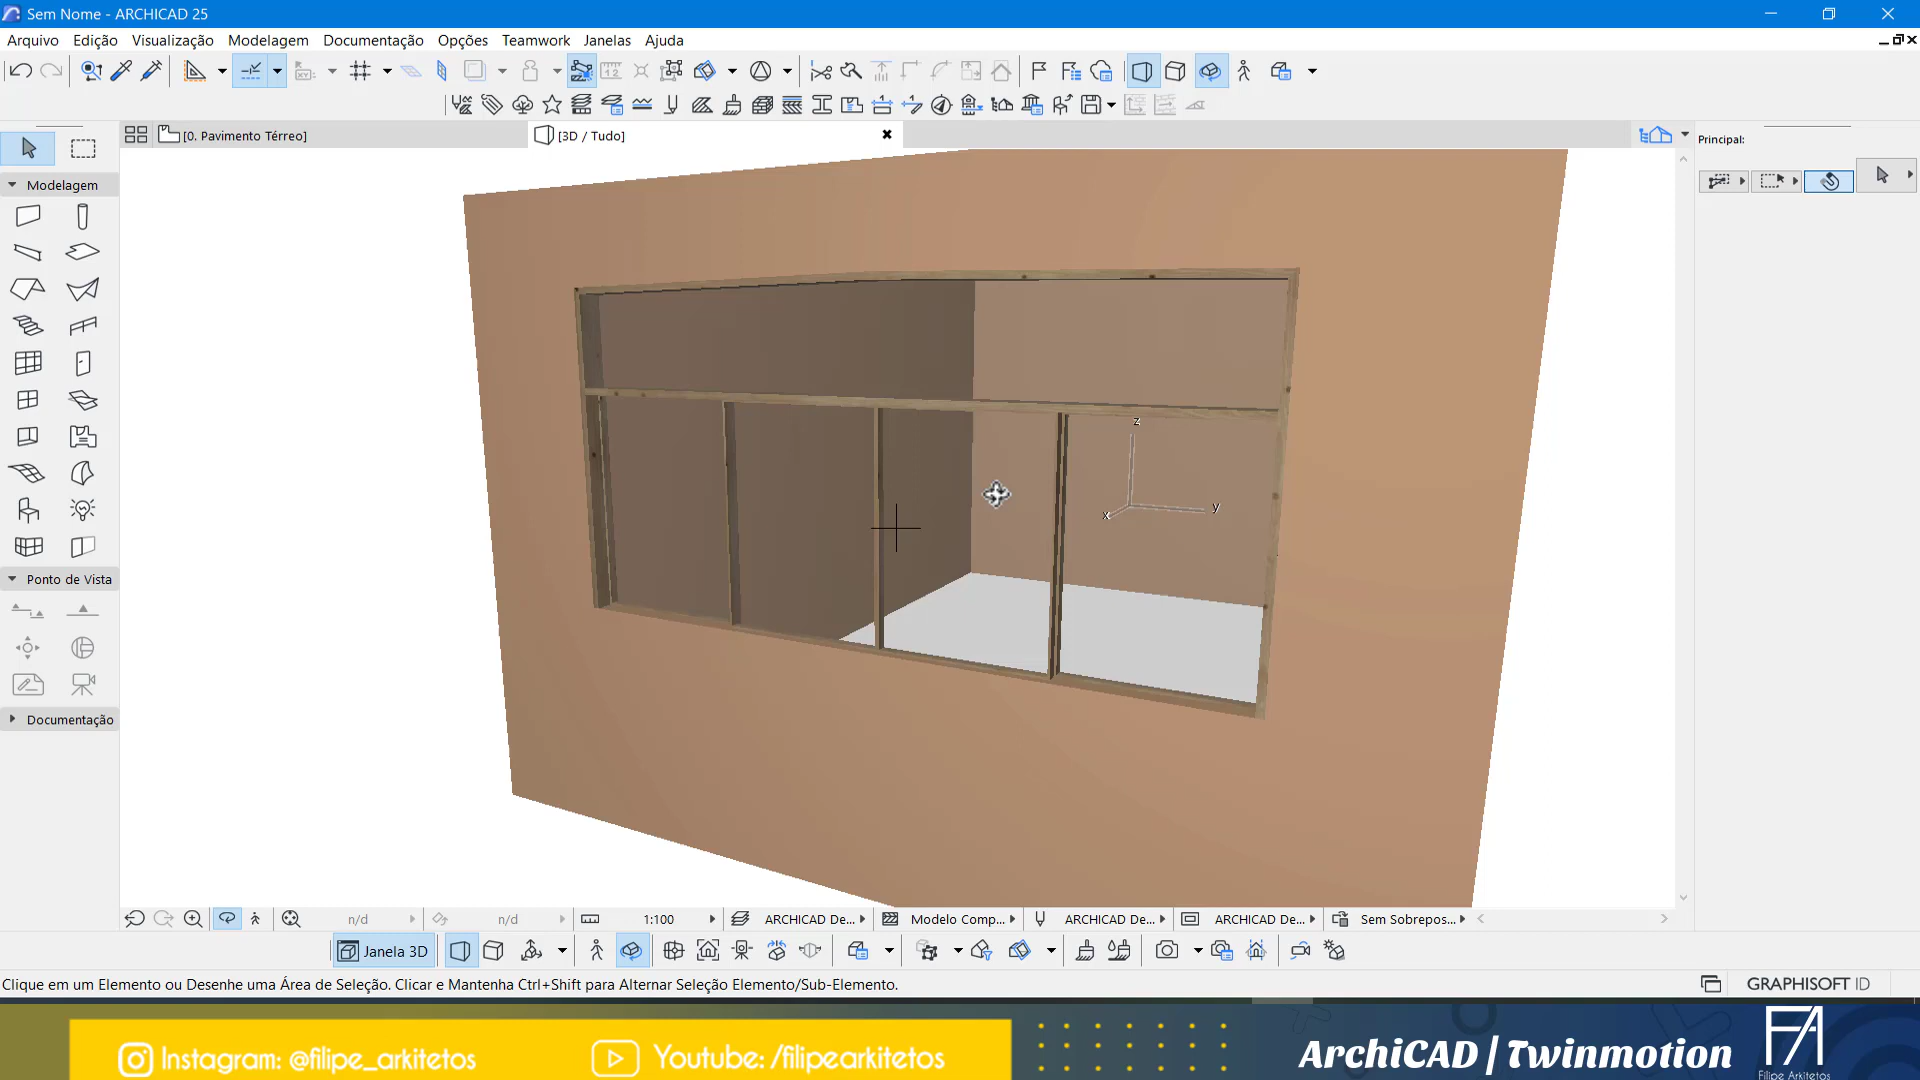 Sem Nome - ARCHICAD 25
Arquivo Edição Visualização Modelagem Documentação Opções Teamwork Janelas Ajuda
[0. Pavimento Térreo]
[3D / Tudo]
Principal:
Modelagem
Ponto de Vista
Documentação
z
x
y
n/d
n/d
1:100
ARCHICAD De...
Modelo Comp...
ARCHICAD De...
ARCHICAD De...
Sem Sobrepos...
Janela 3D
Clique em um Elemento ou Desenhe uma Área de Seleção. Clicar e Mantenha Ctrl+Shift para Alternar Seleção Elemento/Sub-Elemento.
GRAPHISOFT ID
Instagram: @filipe_arkitetos
Youtube: /filipearkitetos
ArchiCAD | Twinmotion
FA
Filipe Arkitetos